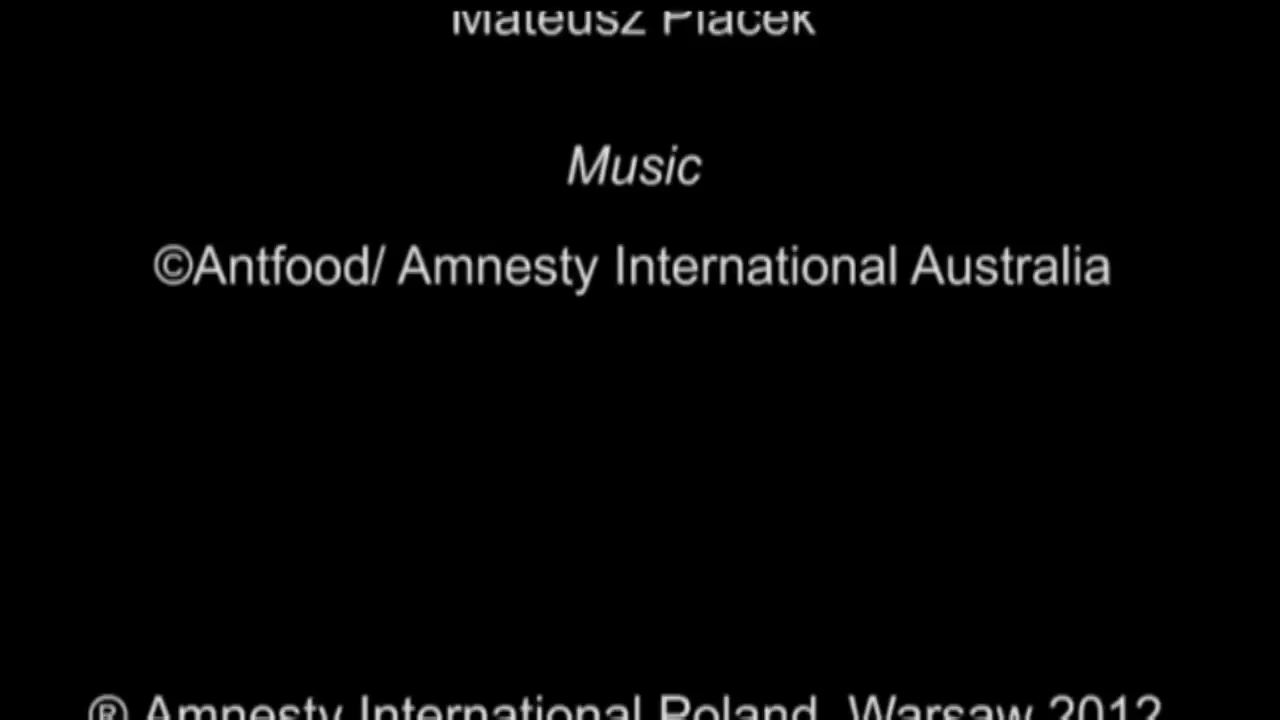 Mateusz Placek
Music
©Antfood/ Amnesty International Australia
® Amnesty International Poland, Warsaw 2012